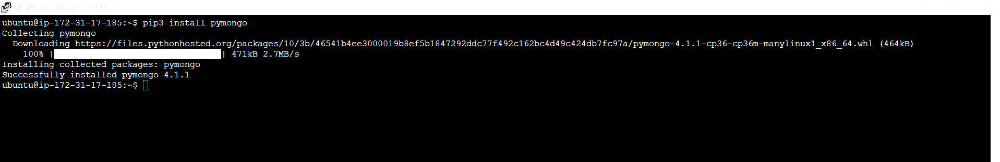 ubuntu@ip-172-31-17-185: ~
ubuntu@ip-172-31-17-185:~$ pip3 install pymongo
Collecting pymongo
  Downloading https://files.pythonhosted.org/packages/10/3b/46541b4ee3000019b8ef5b1847292ddc77f492c162bc4d49c424db7fc97a/pymongo-4.1.1-cp36-cp36m-manylinux1_x86_64.whl (464kB)
    100% |████████████████████████████████| 471kB 2.7MB/s
Installing collected packages: pymongo
Successfully installed pymongo-4.1.1
ubuntu@ip-172-31-17-185:~$